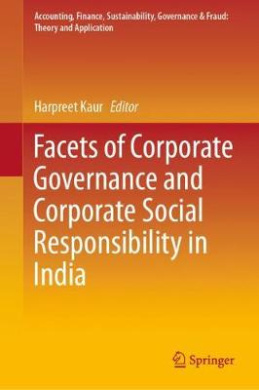 Accounting, Finance, Sustainability, Governance & Fraud:
Theory and Application
Harpreet Kaur Editor
Facets of Corporate
Governance and
Corporate Social
Responsibility in
India
Springer